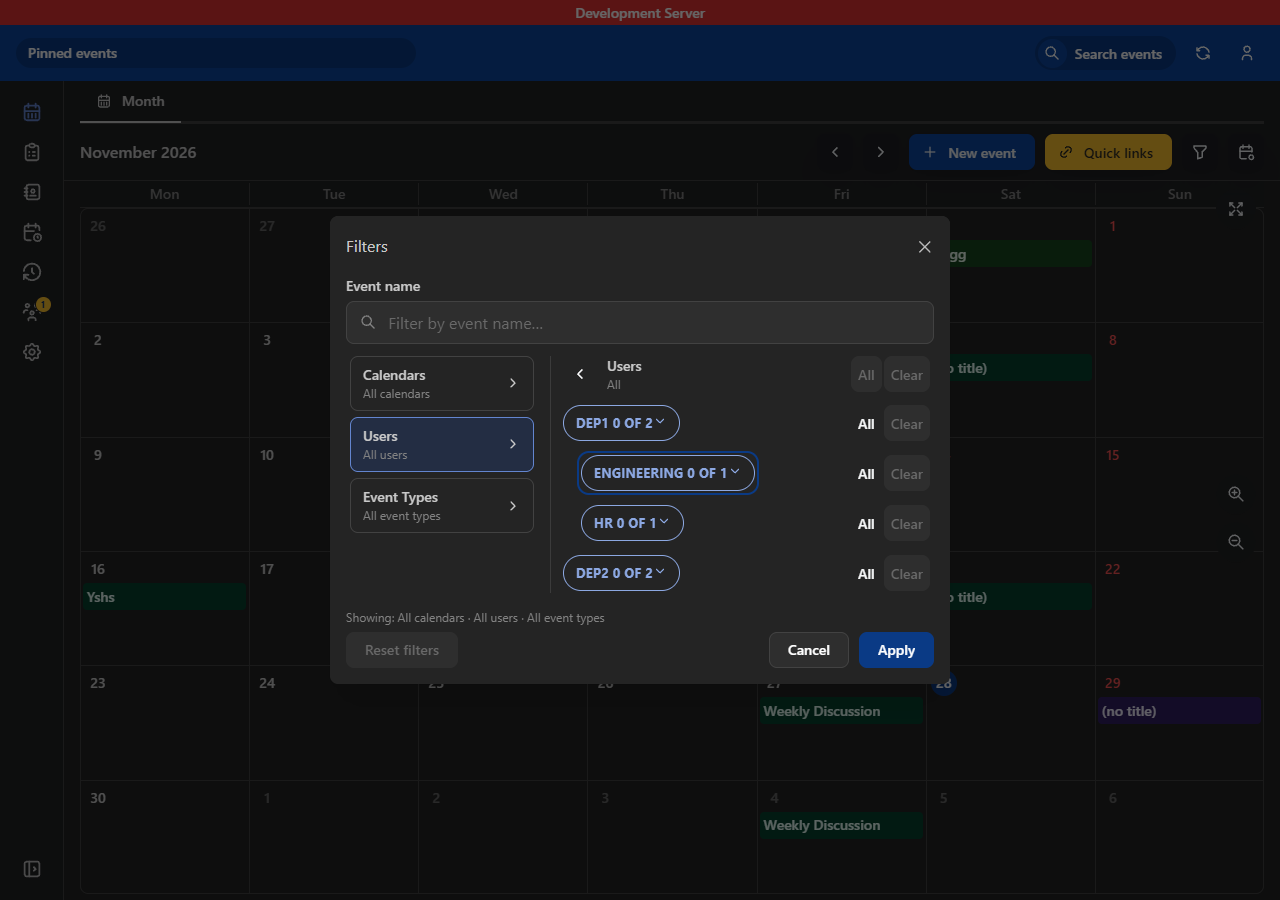 Development Server
Pinned events
Search events
Month
November 2026
New event
Quick links
Mon Tue Wed Thu Fri Sat Sun
26 27 1
gg
Filters
Event name
Filter by event name...
2 3 8
title)
Calendars
All calendars
Users
All users
Event Types
All event types
Users
All
All Clear
DEP1 0 OF 2 All Clear
ENGINEERING 0 OF 1 All Clear
HR 0 OF 1 All Clear
DEP2 0 OF 2 All Clear
9 10 15
16 17 22
Yshs
title)
Showing: All calendars · All users · All event types
Reset filters
Cancel
Apply
23 24 25 26 27 28 29
Weekly Discussion
(no title)
30 1 2 3 4 5 6
Weekly Discussion
1